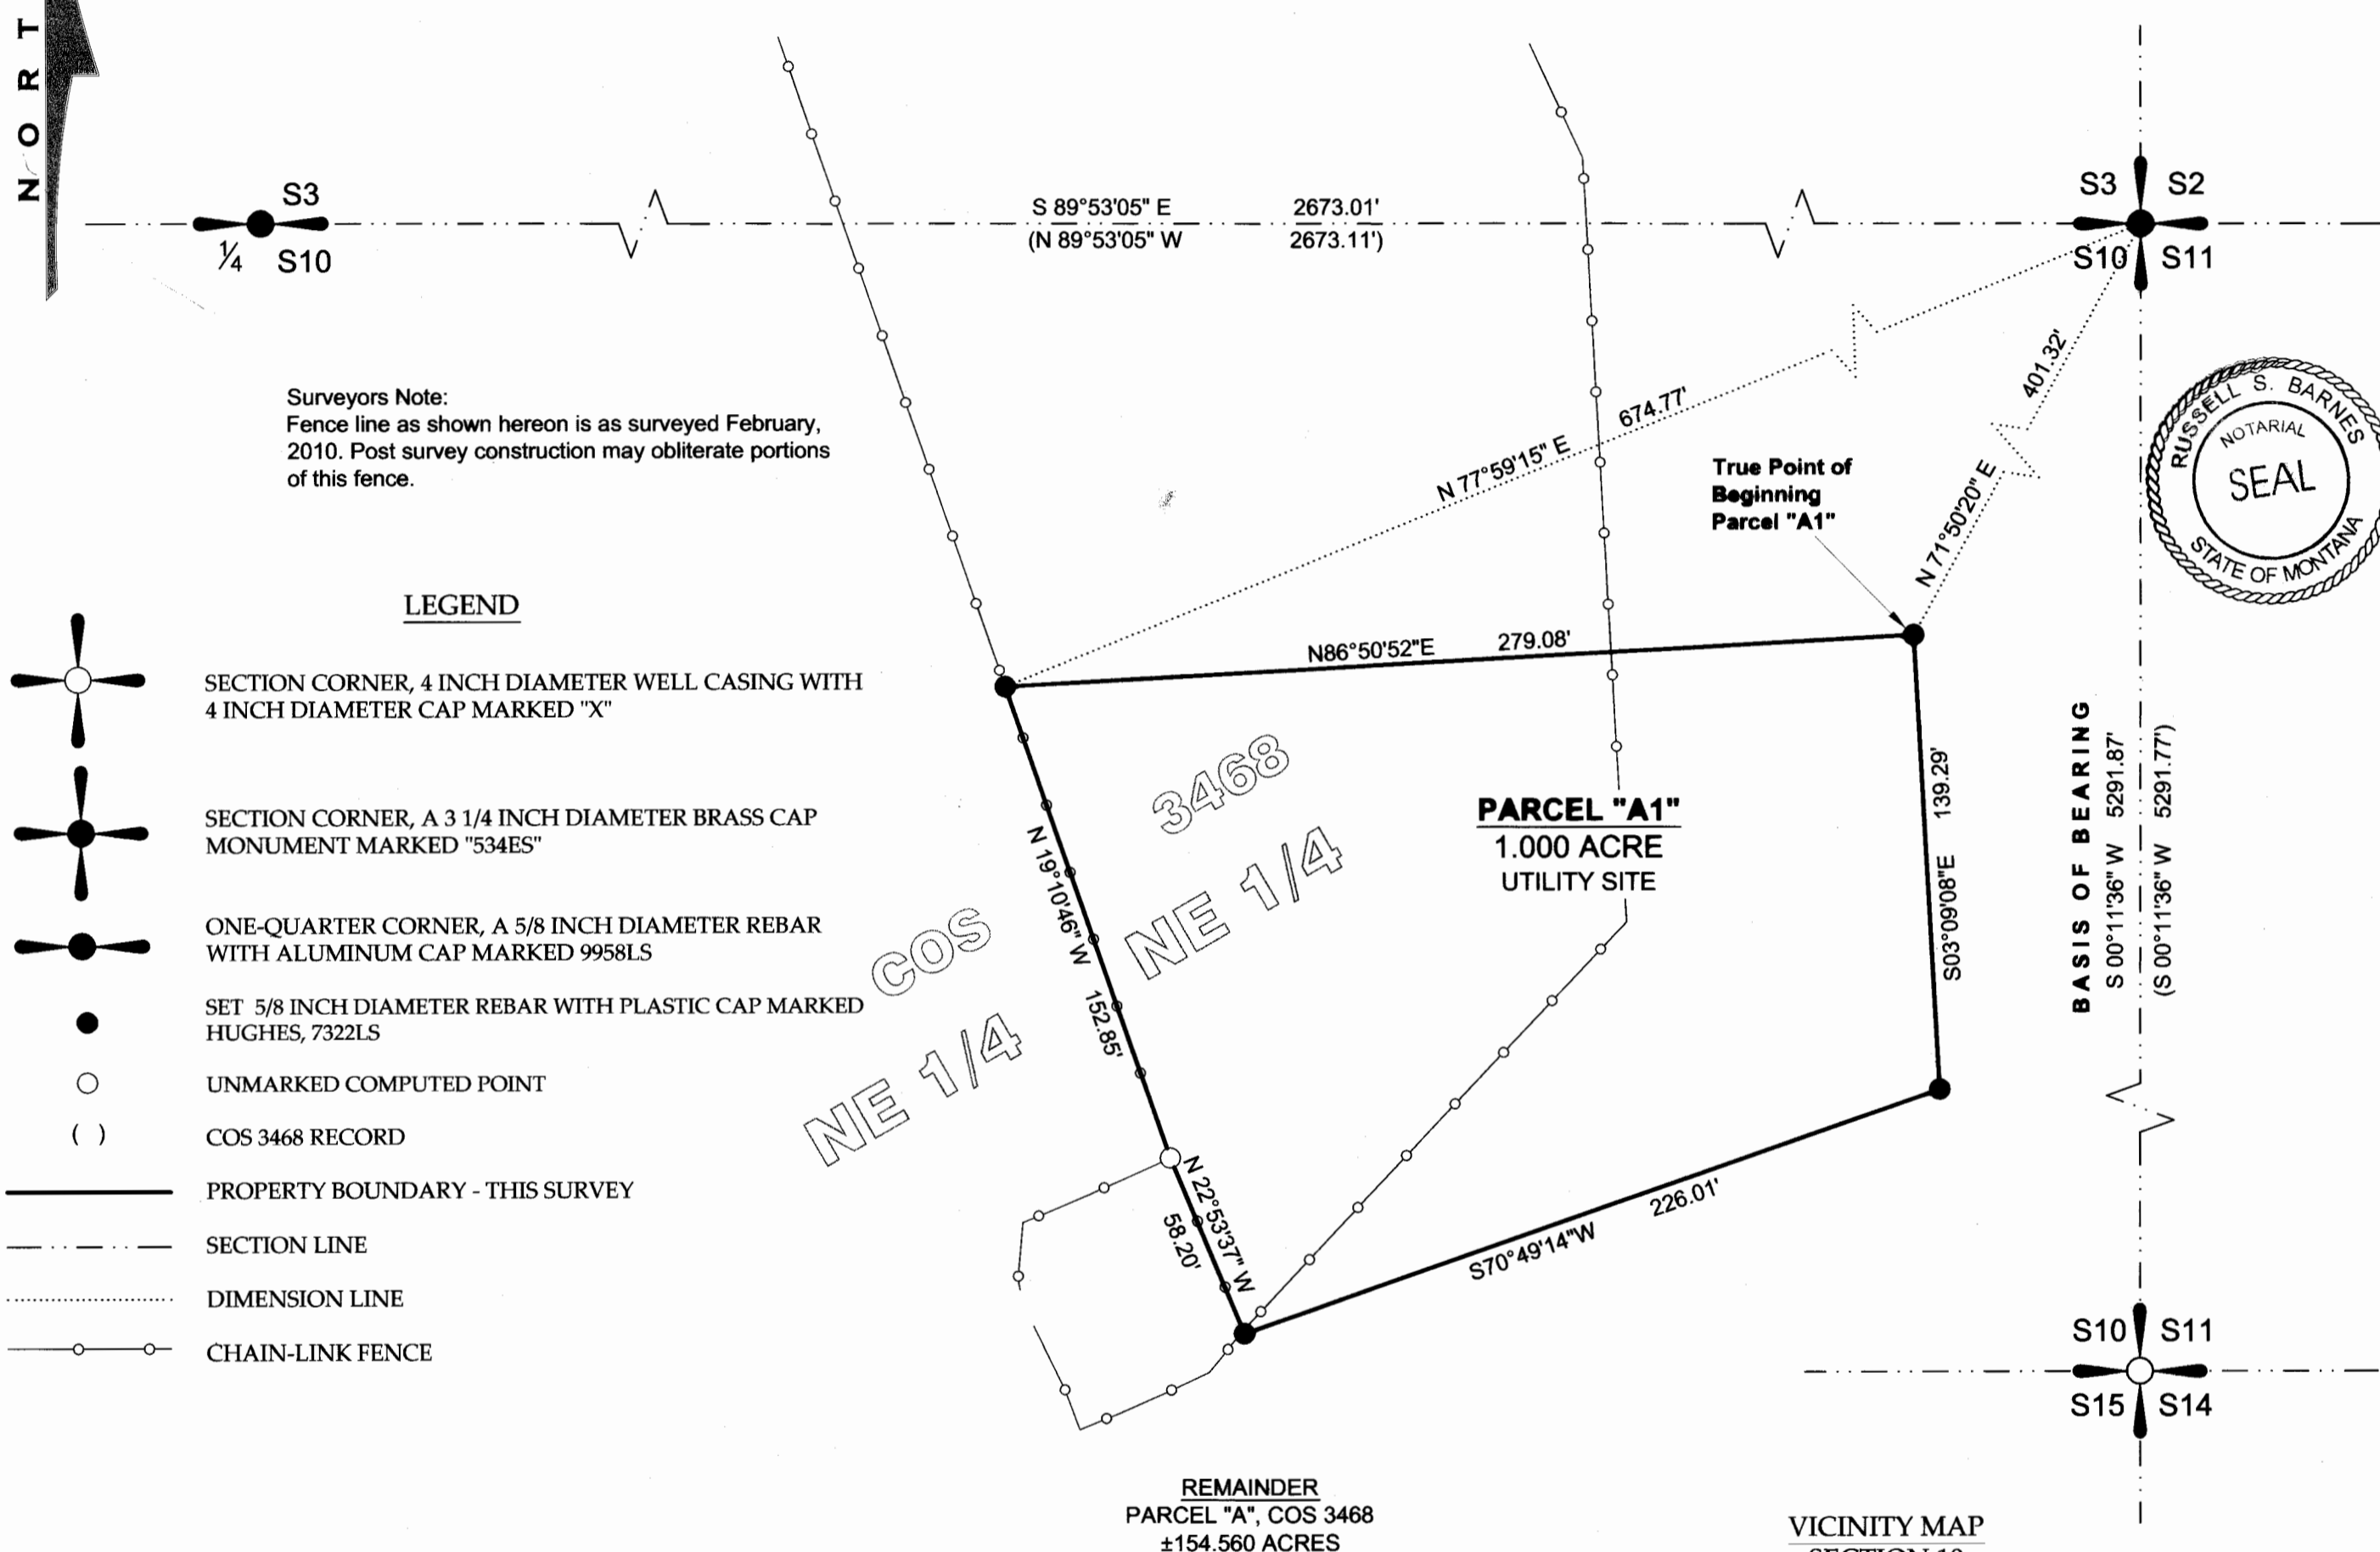 NORT
S3
1/4 S10
S 89°53'05" E 2673.01'
(N 89°53'05" W 2673.11')
S3 S2
S10 S11
Surveyors Note:
Fence line as shown hereon is as surveyed February,
2010. Post survey construction may obliterate portions
of this fence.
N 77°59'15" E 674.77'
N 71°50'20" E 401.32'
RUSSELL S. BARNES
NOTARIAL
SEAL
STATE OF MONTANA
True Point of
Beginning
Parcel "A1"
LEGEND
SECTION CORNER, 4 INCH DIAMETER WELL CASING WITH
4 INCH DIAMETER CAP MARKED "X"
SECTION CORNER, A 3 1/4 INCH DIAMETER BRASS CAP
MONUMENT MARKED "534ES"
ONE-QUARTER CORNER, A 5/8 INCH DIAMETER REBAR
WITH ALUMINUM CAP MARKED 9958LS
SET 5/8 INCH DIAMETER REBAR WITH PLASTIC CAP MARKED
HUGHES, 7322LS
UNMARKED COMPUTED POINT
( ) COS 3468 RECORD
PROPERTY BOUNDARY - THIS SURVEY
SECTION LINE
DIMENSION LINE
CHAIN-LINK FENCE
N86°50'52"E 279.08'
COS 3468
NE 1/4 NE 1/4
PARCEL "A1"
1.000 ACRE
UTILITY SITE
N 19°10'46" W 152.85'
N 22°53'37" W
58.20'
S70°49'14"W 226.01'
S03°09'08"E 139.29'
BASIS OF BEARING
S 00°11'36" W 5291.87'
(S 00°11'36" W 5291.77')
S10 S11
S15 S14
REMAINDER
PARCEL "A", COS 3468
±154.560 ACRES
VICINITY MAP
SECTION 10